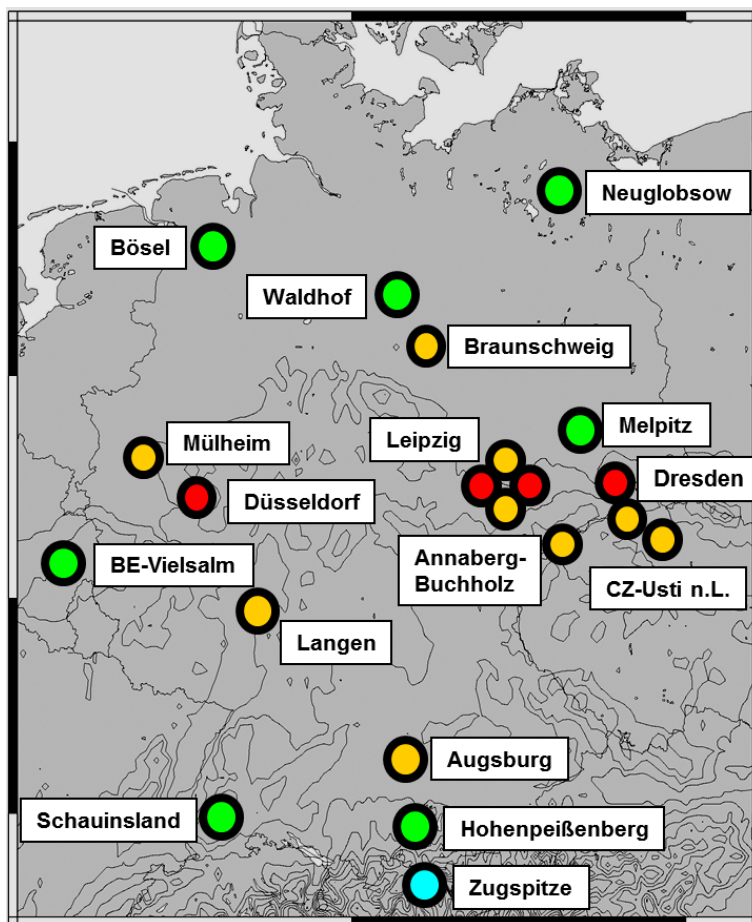 Neuglobsow
Bösel
Waldhof
Braunschweig
Melpitz
Mülheim
Leipzig
Dresden
Düsseldorf
BE-Vielsalm
Annaberg-
Buchholz
CZ-Usti n.L.
Langen
Augsburg
Schauinsland
Hohenpeißenberg
Zugspitze